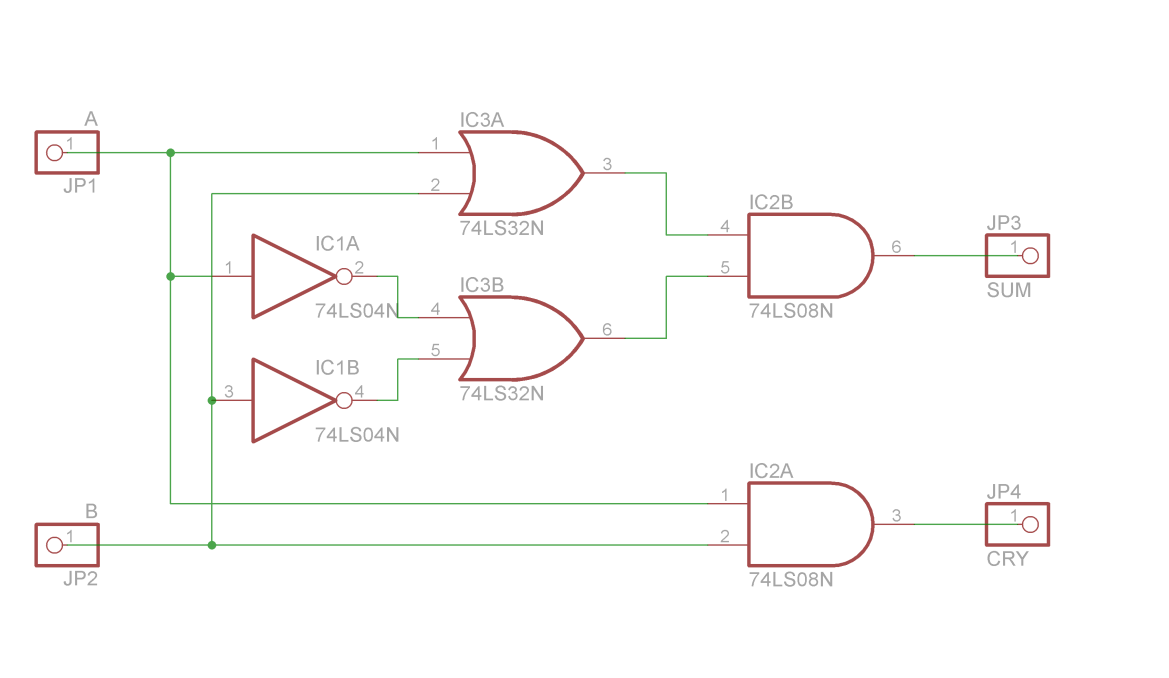 A
1
JP1
IC3A
1
2
3
74LS32N
IC1A
1
2
74LS04N
IC3B
4
5
6
74LS32N
IC1B
3
4
74LS04N
IC2B
4
5
6
74LS08N
JP3
1
SUM
B
1
JP2
IC2A
1
2
3
74LS08N
JP4
1
CRY